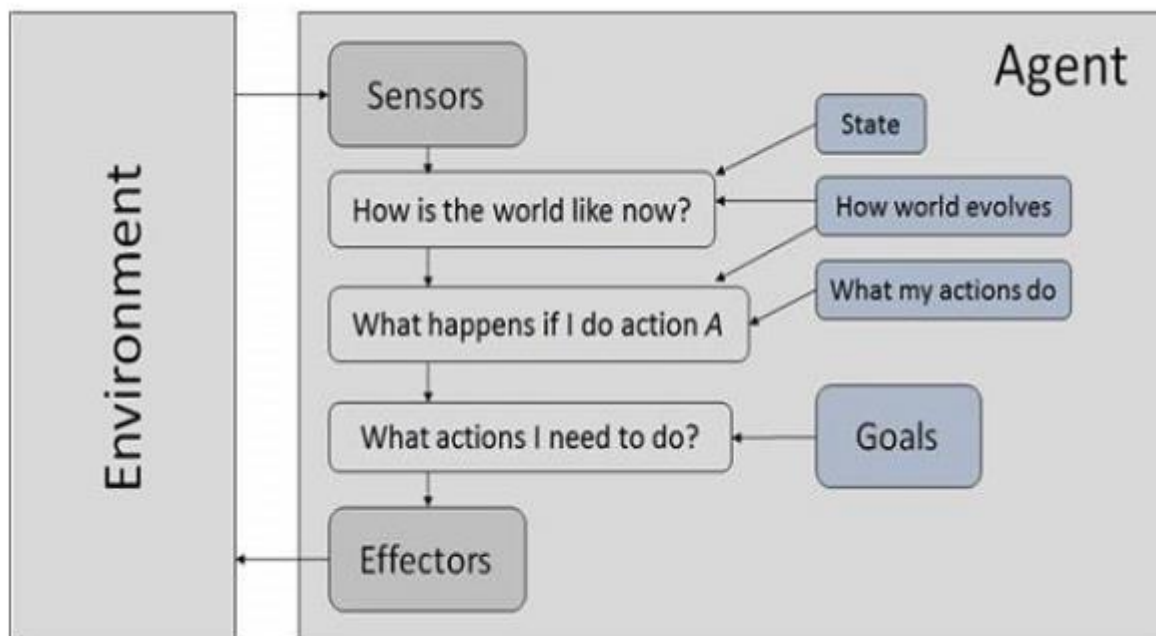 Environment
Agent
Sensors
State
How is the world like now?
How world evolves
What my actions do
What happens if I do action A
What actions I need to do?
Goals
Effectors